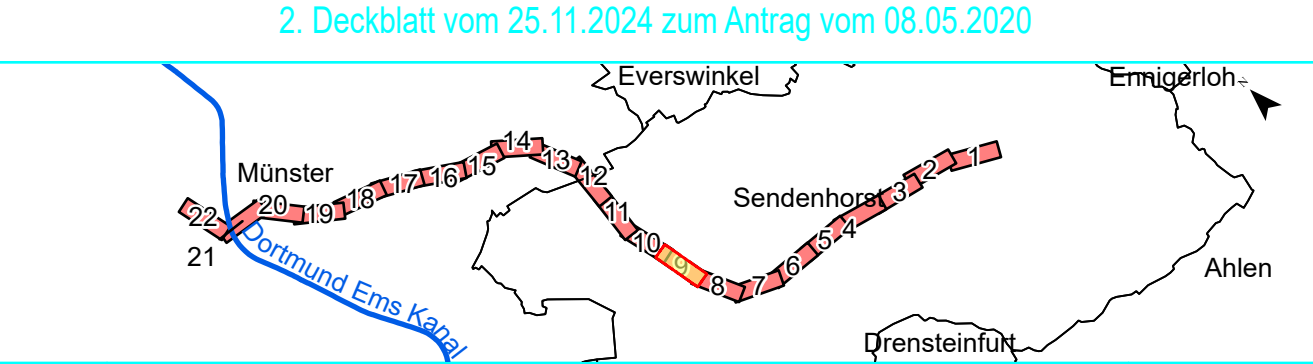 2. Deckblatt vom 25.11.2024 zum Antrag vom 08.05.2020
Everswinkel
Ennigerloh
N
14
13
12
15
16
17
18
19
20
Münster
22
21
11
10
9
8
7
6
5
4
3
2
1
Sendenhorst
Dortmund Ems Kanal
Ahlen
Drensteinfurt